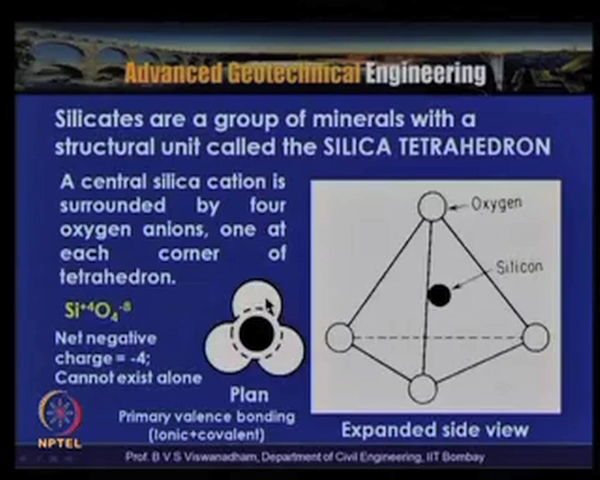 Advanced Geotechnical Engineering
Silicates are a group of minerals with a
structural unit called the SILICA TETRAHEDRON
A central silica cation is
surrounded by four
oxygen anions, one at
each corner of
tetrahedron.
Si+4O4-8
Net negative
charge = -4;
Cannot exist alone
Plan
Primary valence bonding
(Ionic+covalent)
Oxygen
Silicon
Expanded side view
NPTEL
Prof. B V S Viswanadham, Department of Civil Engineering, IIT Bombay